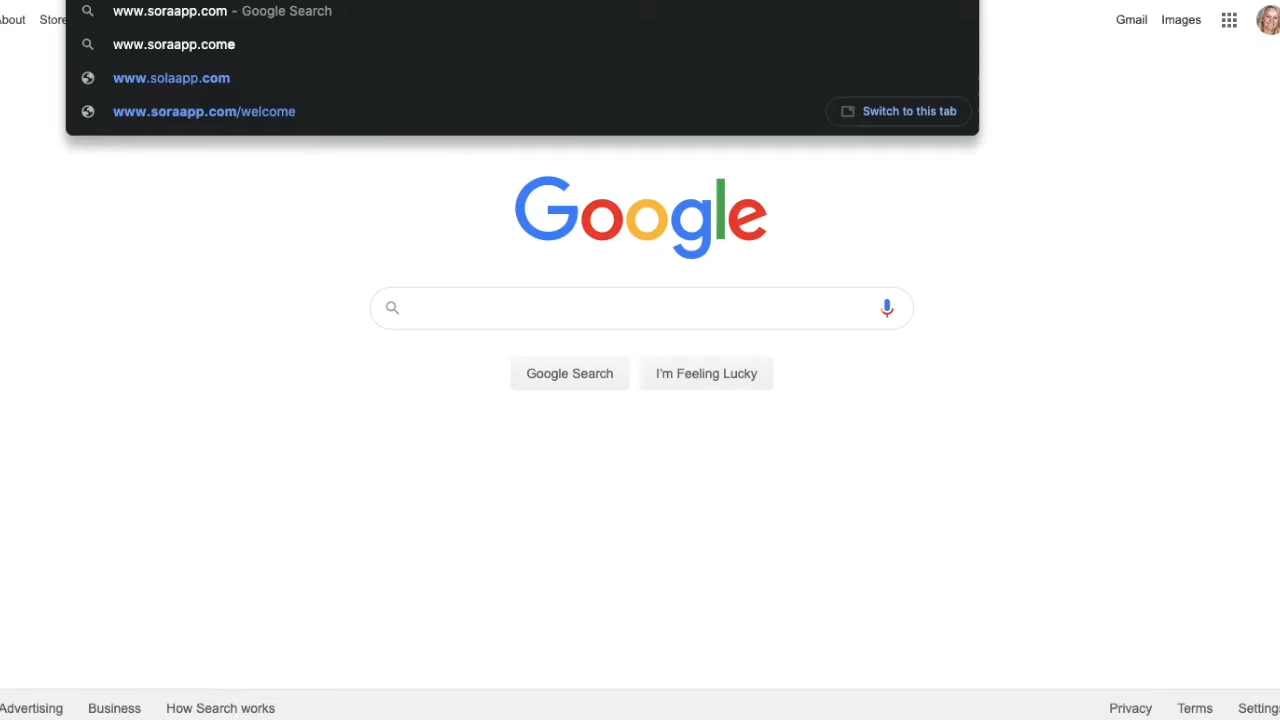 About Store
Gmail Images
www.soraapp.com - Google Search
www.soraapp.come
www.solaapp.com
www.soraapp.com/welcome Switch to this tab
Google
Google Search I'm Feeling Lucky
Advertising Business How Search works
Privacy Terms Setting